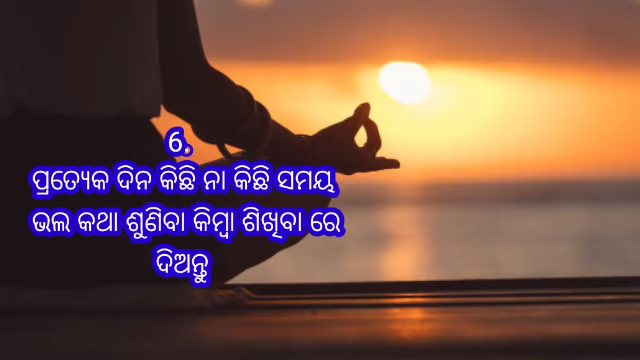 6.
ପ୍ରତ୍ୟେକ ଦିନ କିଛି ନା କିଛି ସମୟ
ଭଲ କଥା ଶୁଣିବା କିମ୍ବା ଶିଖିବା ରେ
ଦିଅନ୍ତୁ